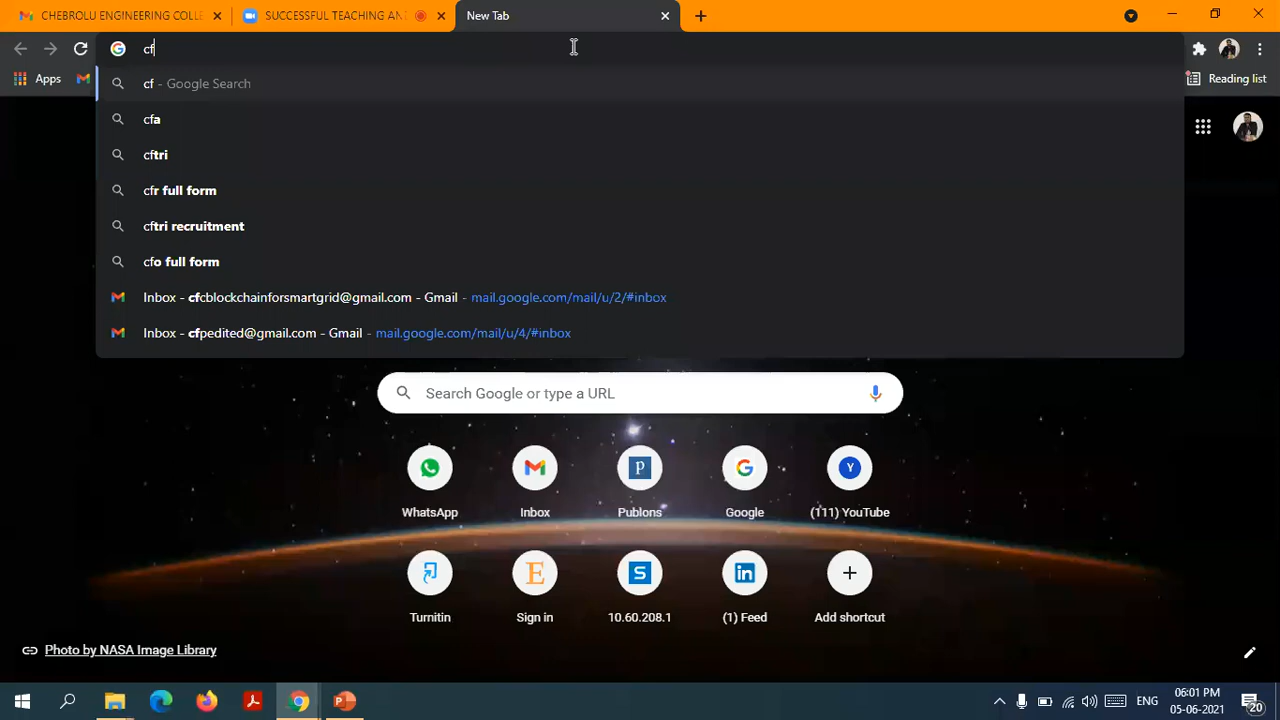 CHEBROLU ENGINEERING COLLE
SUCCESSFUL TEACHING AN
New Tab
cf
Apps
Reading list
cf - Google Search
cfa
cftri
cfr full form
cftri recruitment
cfo full form
Inbox - cfcblockchainforsmartgrid@gmail.com - Gmail - mail.google.com/mail/u/2/#inbox
Inbox - cfpedited@gmail.com - Gmail - mail.google.com/mail/u/4/#inbox
Search Google or type a URL
WhatsApp
Inbox
Publons
Google
(111) YouTube
Turnitin
Sign in
10.60.208.1
(1) Feed
Add shortcut
Photo by NASA Image Library
ENG
06:01 PM
05-06-2021
20